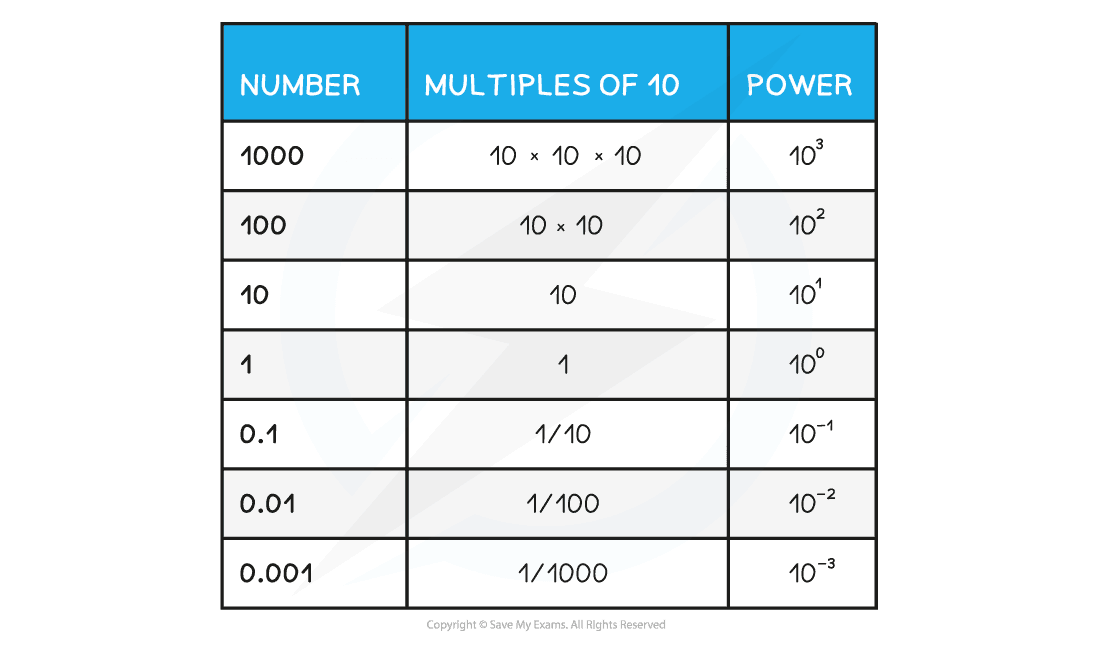 NUMBER MULTIPLES OF 10 POWER
1000 10 × 10 × 10 10³
100 10 × 10 10²
10 10 10¹
1 1 10⁰
0.1 1/10 10⁻¹
0.01 1/100 10⁻²
0.001 1/1000 10⁻³
Copyright © Save My Exams. All Rights Reserved